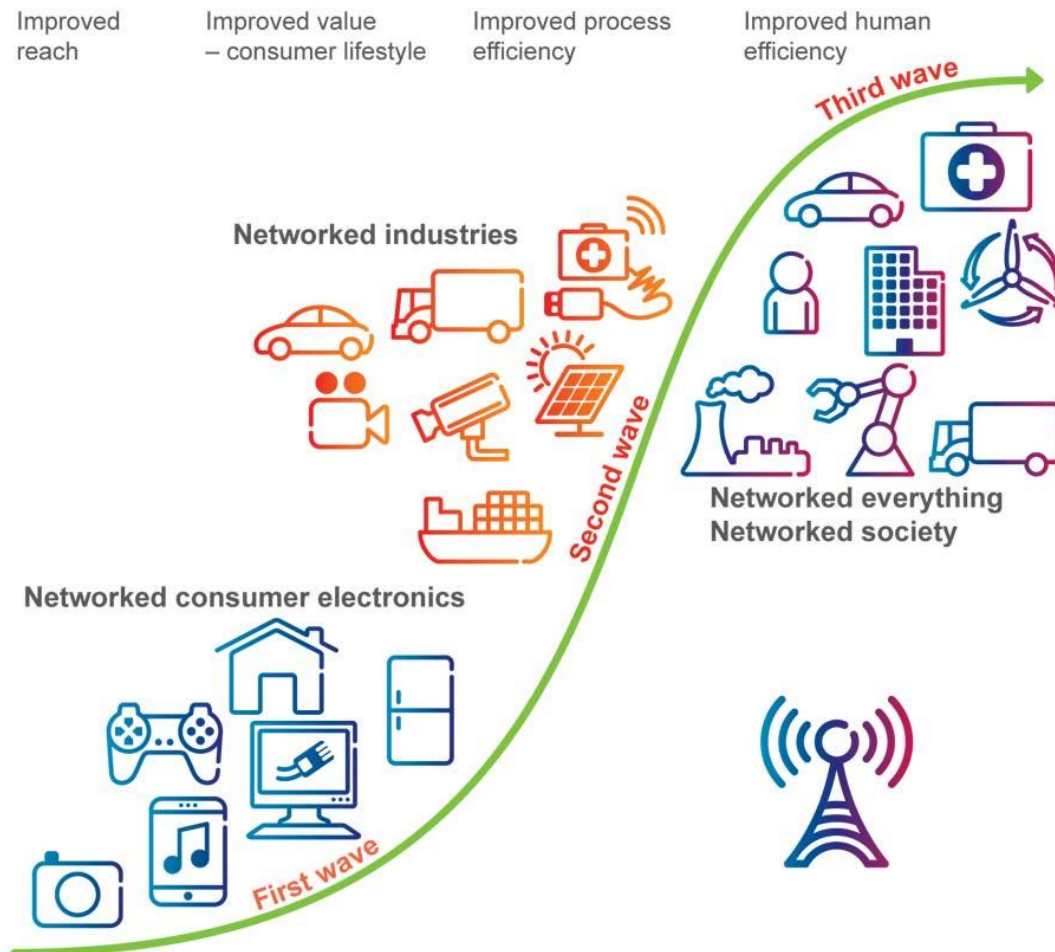 Improved reach
Improved value – consumer lifestyle
Improved process efficiency
Improved human efficiency
Third wave
Networked industries
Second wave
Networked everything
Networked society
Networked consumer electronics
First wave